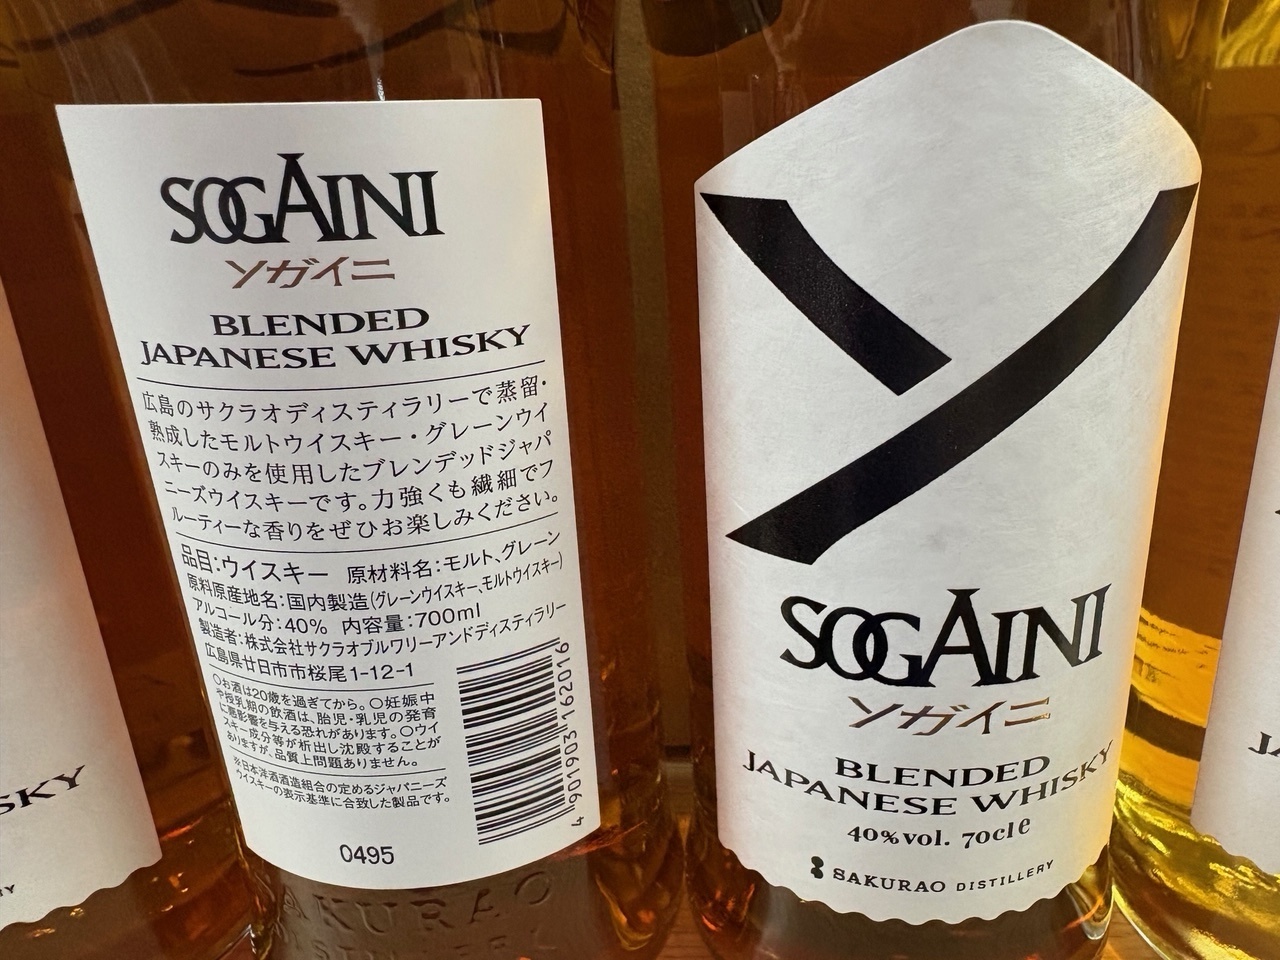 SOGAINI
ソガイニ
BLENDED
JAPANESE WHISKY
広島のサクラオディスティラリーで蒸留・
熟成したモルトウイスキー・グレーンウイ
スキーのみを使用したブレンデッドジャパ
ニーズウイスキーです。力強くも繊細でフ
ルーティーな香りをぜひお楽しみください。
品目:ウイスキー 原材料名:モルト、グレーン
原料原産地名:国内製造(グレーンウイスキー、モルトウイスキー)
アルコール分:40% 内容量:700ml
製造者:株式会社サクラオブルワリーアンドディスティラリー
広島県廿日市市桜尾1-12-1
○お酒は20歳を過ぎてから。○妊娠中
や授乳期の飲酒は、胎児・乳児の発育
に悪影響を与える恐れがあります。○ウイ
スキー成分等が析出し沈殿することが
ありますが、品質上問題ありません。
※日本洋酒酒造組合の定めるジャパニーズ
ウイスキーの表示基準に合致した製品です。
4 901903 162016
0495
SAKURAO
SOGAINI
ソガイニ
BLENDED
JAPANESE WHISKY
40%vol. 70cl e
SAKURAO DISTILLERY
SKY
RY
JA